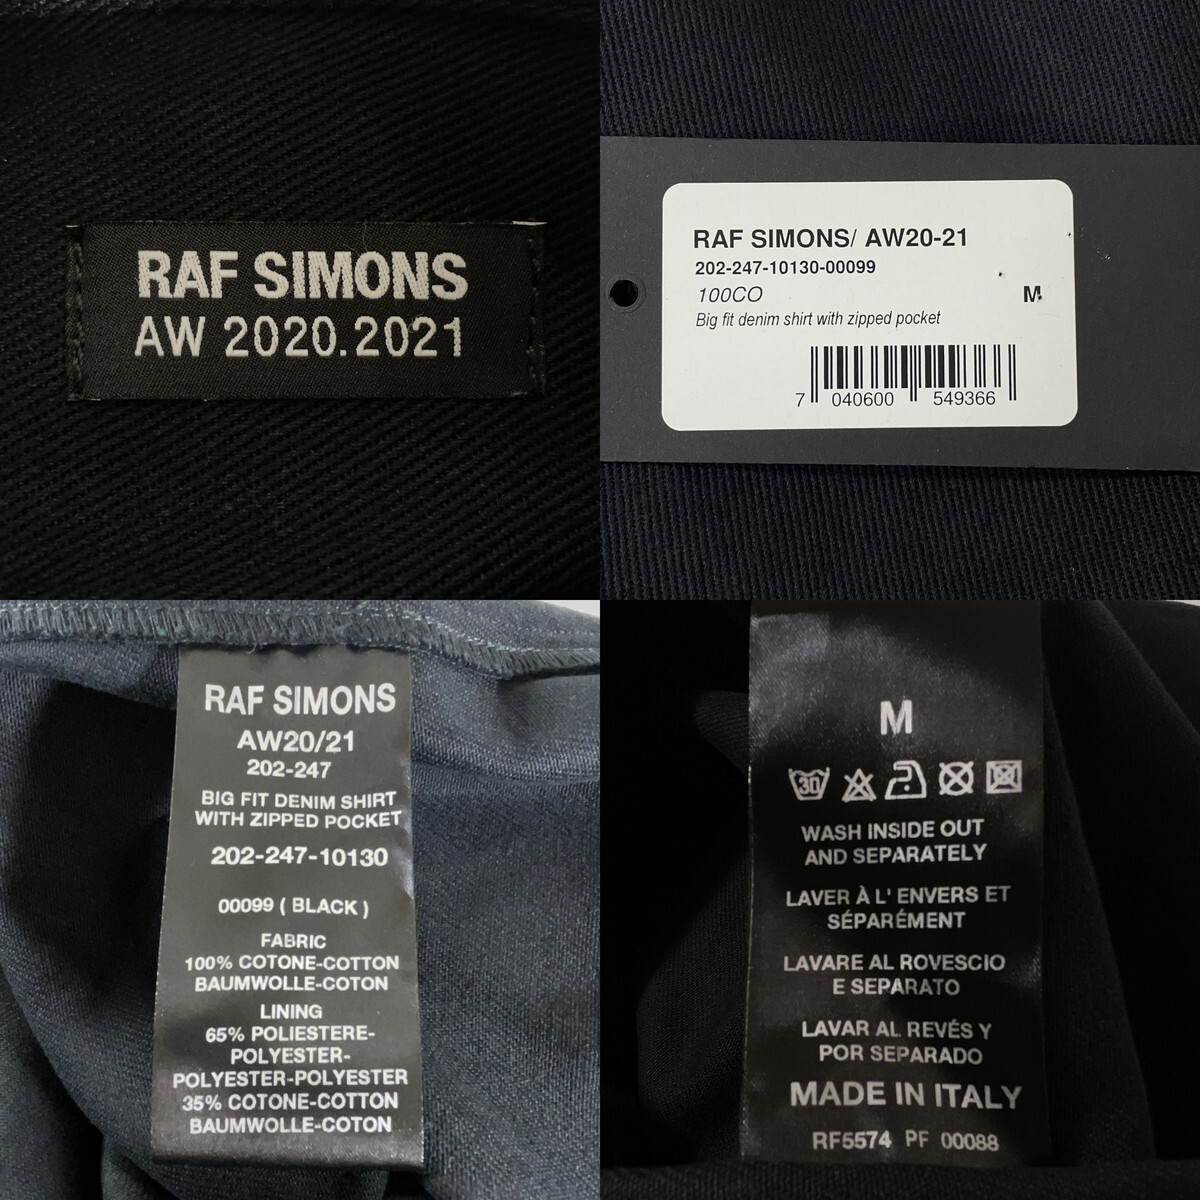 RAF SIMONS
AW 2020.2021
RAF SIMONS/ AW20-21
202-247-10130-00099
100CO
M
Big fit denim shirt with zipped pocket
7 040600 549366
RAF SIMONS
AW20/21
202-247
BIG FIT DENIM SHIRT
WITH ZIPPED POCKET
202-247-10130
00099 ( BLACK )
FABRIC
100% COTONE-COTTON
BAUMWOLLE-COTON
LINING
65% POLIESTERE-
POLYESTER-
POLYESTER-POLYESTER
35% COTONE-COTTON
BAUMWOLLE-COTON
M
30
WASH INSIDE OUT
AND SEPARATELY
LAVER À L' ENVERS ET
SÉPARÉMENT
LAVARE AL ROVESCIO
E SEPARATO
LAVAR AL REVÉS Y
POR SEPARADO
MADE IN ITALY
RF5574 PF 00088